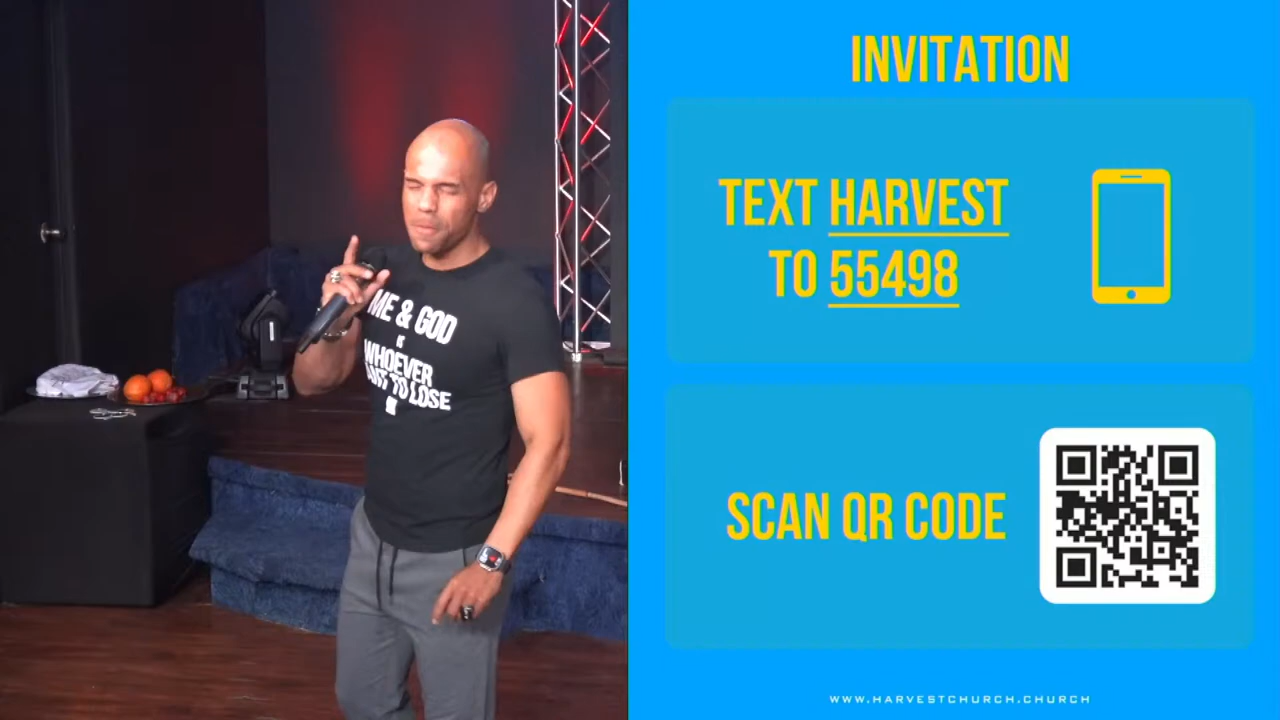 ME & GOD
WHOEVER
TO LOSE
INVITATION
TEXT HARVEST
TO 55498
SCAN QR CODE
WWW.HARVESTCHURCH.CHURCH